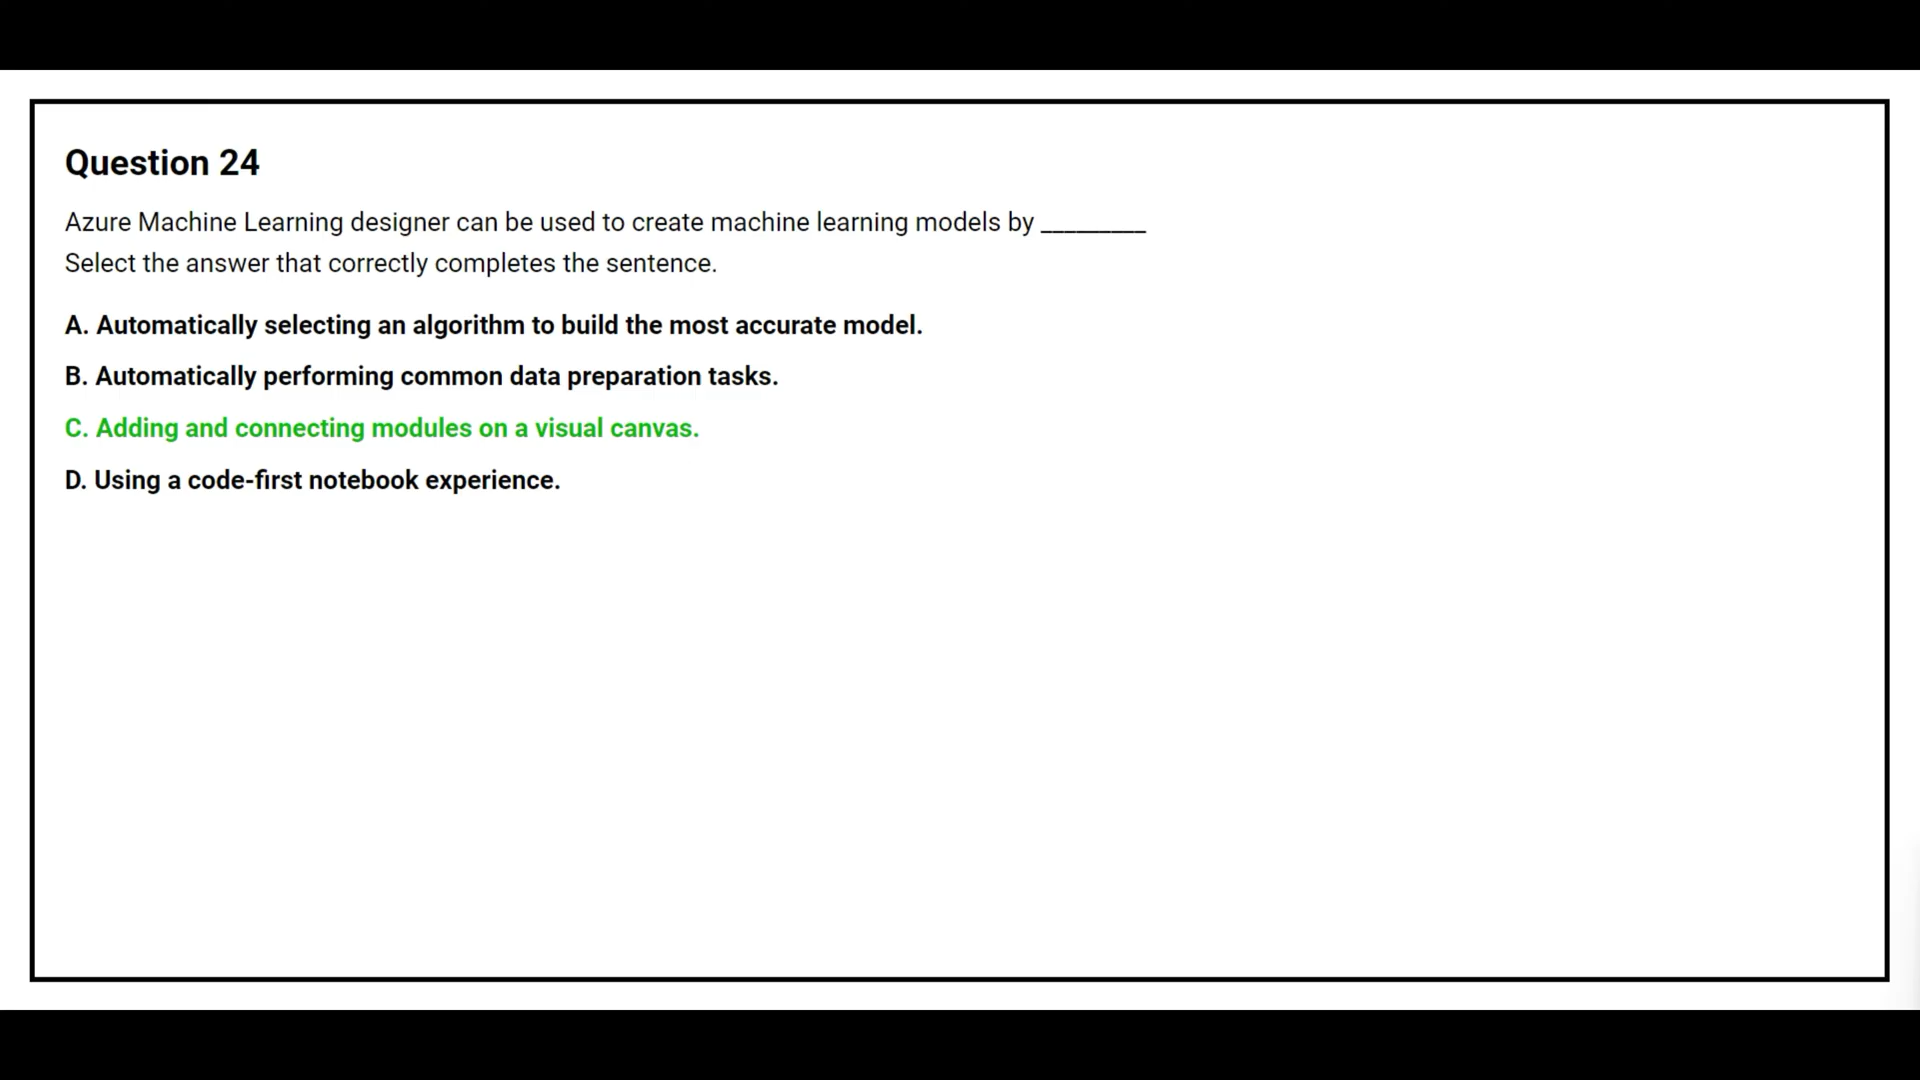 Question 24
Azure Machine Learning designer can be used to create machine learning models by _________
Select the answer that correctly completes the sentence.
A. Automatically selecting an algorithm to build the most accurate model.
B. Automatically performing common data preparation tasks.
C. Adding and connecting modules on a visual canvas.
D. Using a code-first notebook experience.